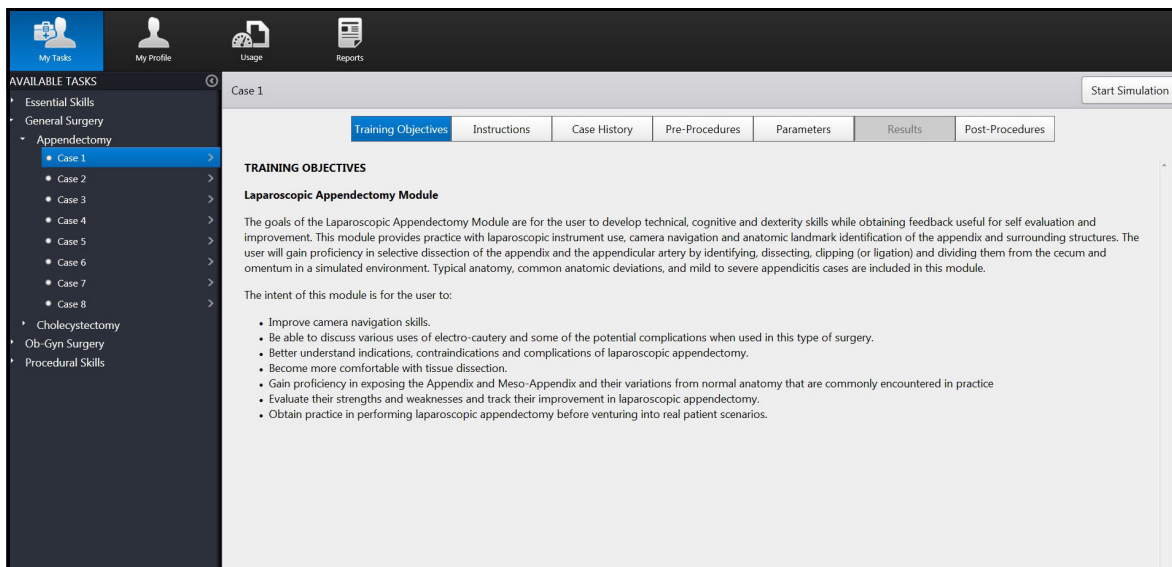 My Tasks
My Profile
Usage
Reports
AVAILABLE TASKS
Essential Skills
General Surgery
Appendectomy
Case 1
Case 2
Case 3
Case 4
Case 5
Case 6
Case 7
Case 8
Cholecystectomy
Ob-Gyn Surgery
Procedural Skills
Case 1
Start Simulation
Training Objectives
Instructions
Case History
Pre-Procedures
Parameters
Results
Post-Procedures
TRAINING OBJECTIVES
Laparoscopic Appendectomy Module
The goals of the Laparoscopic Appendectomy Module are for the user to develop technical, cognitive and dexterity skills while obtaining feedback useful for self evaluation and
improvement. This module provides practice with laparoscopic instrument use, camera navigation and anatomic landmark identification of the appendix and surrounding structures. The
user will gain proficiency in selective dissection of the appendix and the appendicular artery by identifying, dissecting, clipping (or ligation) and dividing them from the cecum and
omentum in a simulated environment. Typical anatomy, common anatomic deviations, and mild to severe appendicitis cases are included in this module.
The intent of this module is for the user to:
• Improve camera navigation skills.
• Be able to discuss various uses of electro-cautery and some of the potential complications when used in this type of surgery.
• Better understand indications, contraindications and complications of laparoscopic appendectomy.
• Become more comfortable with tissue dissection.
• Gain proficiency in exposing the Appendix and Meso-Appendix and their variations from normal anatomy that are commonly encountered in practice
• Evaluate their strengths and weaknesses and track their improvement in laparoscopic appendectomy.
• Obtain practice in performing laparoscopic appendectomy before venturing into real patient scenarios.